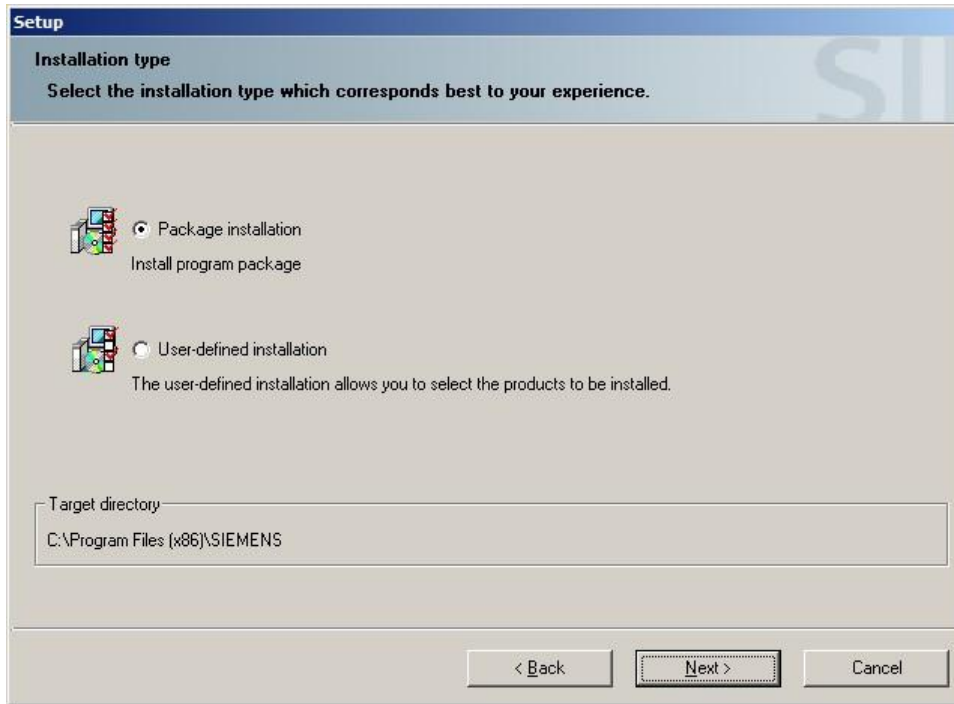 Setup
Installation type
Select the installation type which corresponds best to your experience.
Package installation
Install program package
User-defined installation
The user-defined installation allows you to select the products to be installed.
Target directory
C:\Program Files (x86)\SIEMENS
< Back
Next >
Cancel